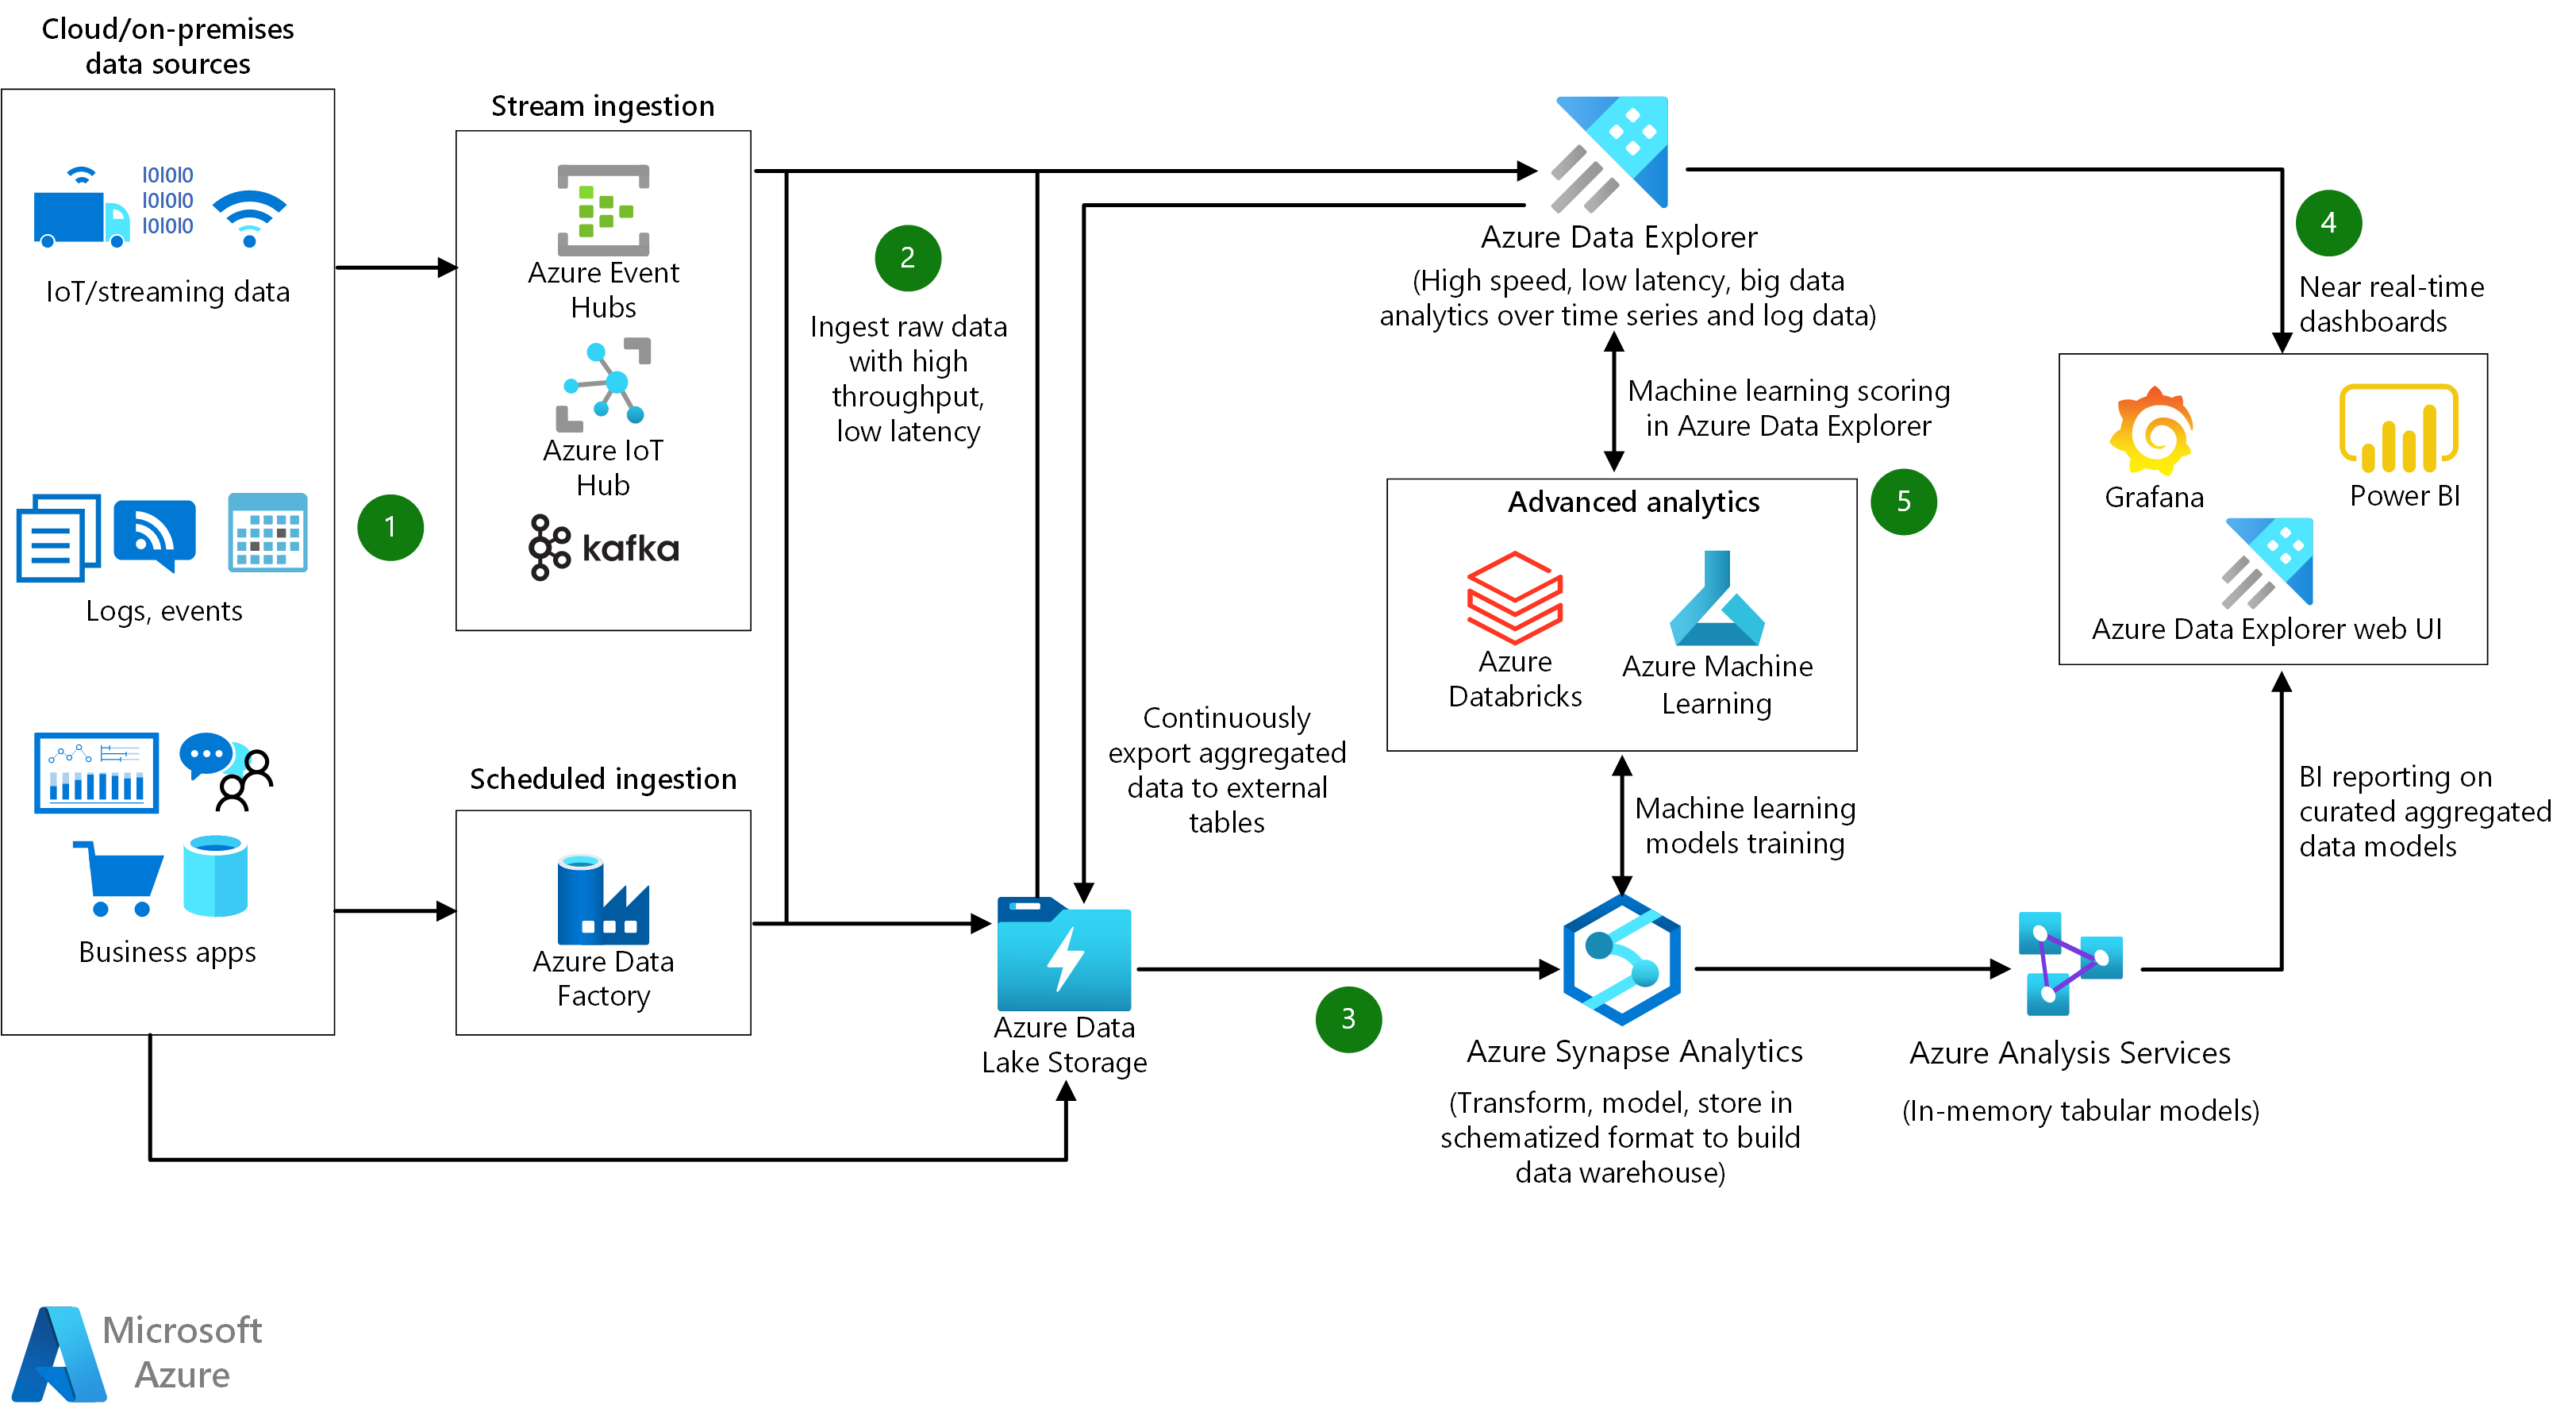 Cloud/on-premises
data sources
IOIOIO
IOIOIO
IOIOIO
IoT/streaming data
Logs, events
Business apps
1
Stream ingestion
Azure Event
Hubs
Azure IoT
Hub
kafka
Scheduled ingestion
Azure Data
Factory
2
Ingest raw data
with high
throughput,
low latency
Continuously
export aggregated
data to external
tables
Azure Data
Lake Storage
3
Azure Data Explorer
(High speed, low latency, big data
analytics over time series and log data)
Machine learning scoring
in Azure Data Explorer
5
Advanced analytics
Azure
Databricks
Azure Machine
Learning
Machine learning
models training
Azure Synapse Analytics
(Transform, model, store in
schematized format to build
data warehouse)
4
Near real-time
dashboards
Grafana
Power BI
Azure Data Explorer web UI
BI reporting on
curated aggregated
data models
Azure Analysis Services
(In-memory tabular models)
Microsoft
Azure